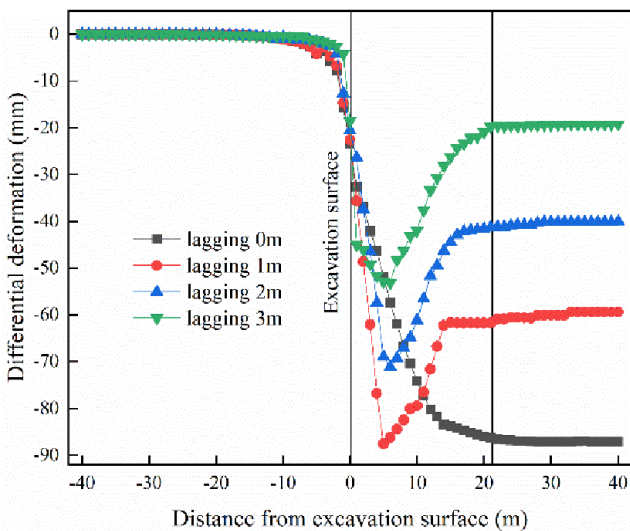 0
-10
-20
-30
-40
-50
-60
-70
-80
-90
Differential deformation (mm)
Excavation surface
lagging 0m
lagging 1m
lagging 2m
lagging 3m
-40 -30 -20 -10 0 10 20 30 40
Distance from excavation surface (m)